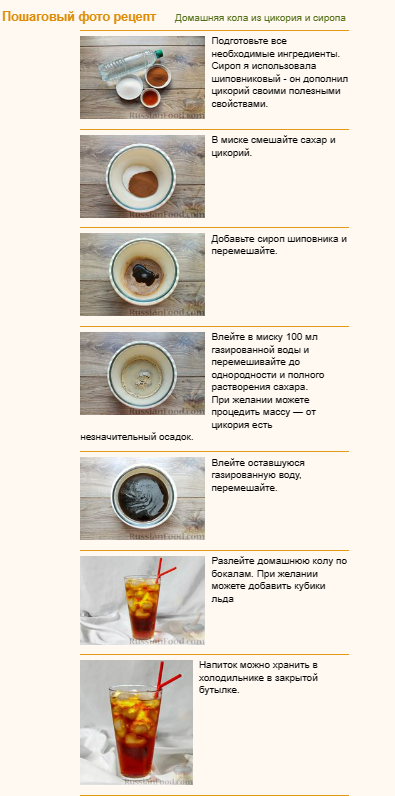 Пошаговый фото рецепт
Домашняя кола из цикория и сиропа
Подготовьте все
необходимые ингредиенты.
Сироп я использовала
шиповниковый - он дополнил
цикорий своими полезными
свойствами.
RussianFood.com
В миске смешайте сахар и
цикорий.
RussianFood.com
Добавьте сироп шиповника и
перемешайте.
RussianFood.com
Влейте в миску 100 мл
газированной воды и
перемешивайте до
однородности и полного
растворения сахара.
При желании можете
процедить массу — от
цикория есть
незначительный осадок.
RussianFood.com
Влейте оставшуюся
газированную воду,
перемешайте.
RussianFood.com
Разлейте домашнюю колу по
бокалам. При желании
можете добавить кубики
льда
RussianFood.com
Напиток можно хранить в
холодильнике в закрытой
бутылке.
RussianFood.com